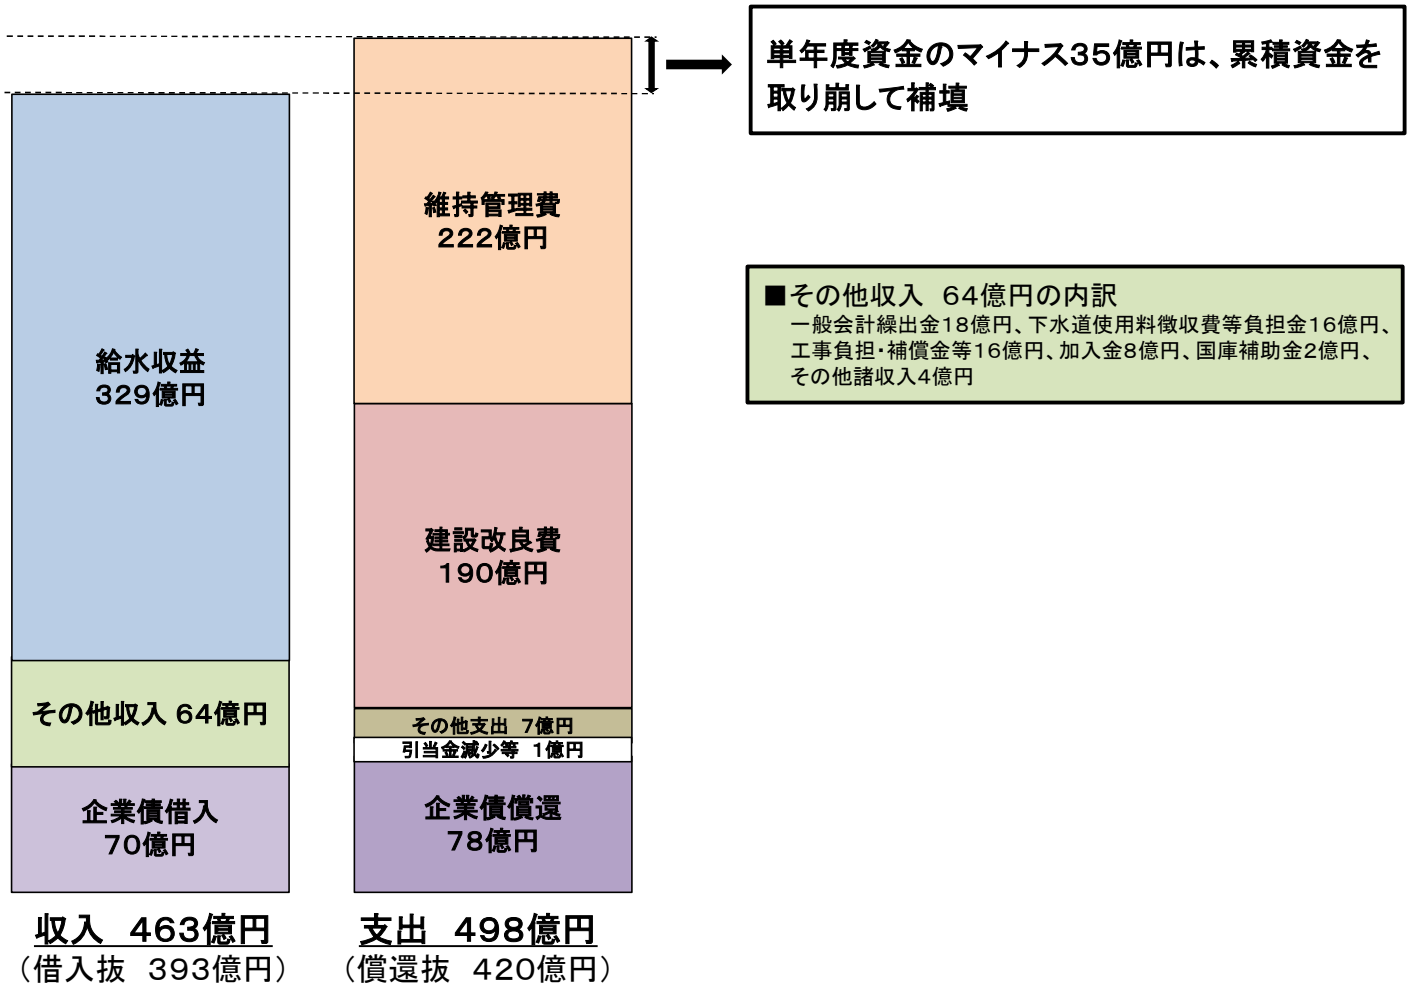 単年度資金のマイナス35億円は、累積資金を
取り崩して補填
維持管理費
222億円
■その他収入　64億円の内訳
一般会計繰出金18億円、下水道使用料徴収費等負担金16億円、
工事負担・補償金等16億円、加入金8億円、国庫補助金2億円、
その他諸収入4億円
給水収益
329億円
建設改良費
190億円
その他収入 64億円
その他支出　7億円
引当金減少等　1億円
企業債借入
70億円
企業債償還
78億円
収入　463億円
（借入抜　393億円）
支出　498億円
（償還抜　420億円）